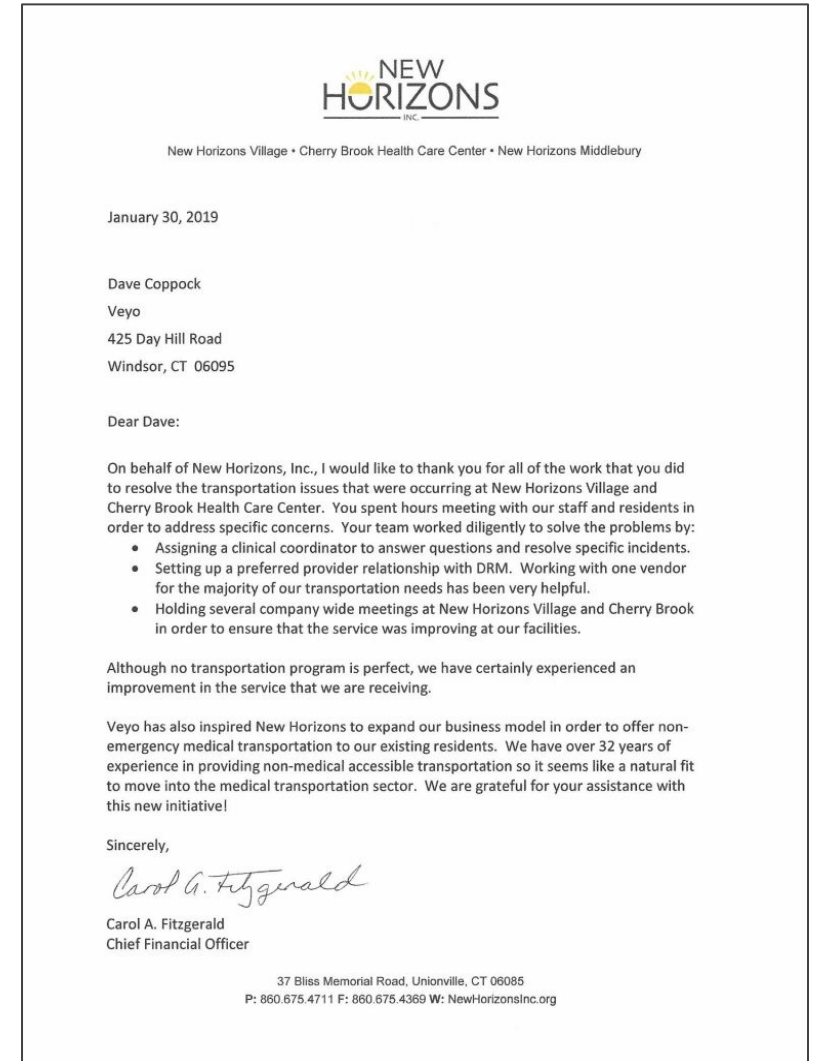 NEW
HORIZONS
INC.
New Horizons Village • Cherry Brook Health Care Center • New Horizons Middlebury
January 30, 2019
Dave Coppock
Veyo
425 Day Hill Road
Windsor, CT  06095
Dear Dave:
On behalf of New Horizons, Inc., I would like to thank you for all of the work that you did
to resolve the transportation issues that were occurring at New Horizons Village and
Cherry Brook Health Care Center.  You spent hours meeting with our staff and residents in
order to address specific concerns.  Your team worked diligently to solve the problems by:
• Assigning a clinical coordinator to answer questions and resolve specific incidents.
• Setting up a preferred provider relationship with DRM.  Working with one vendor
for the majority of our transportation needs has been very helpful.
• Holding several company wide meetings at New Horizons Village and Cherry Brook
in order to ensure that the service was improving at our facilities.
Although no transportation program is perfect, we have certainly experienced an
improvement in the service that we are receiving.
Veyo has also inspired New Horizons to expand our business model in order to offer non-
emergency medical transportation to our existing residents.  We have over 32 years of
experience in providing non-medical accessible transportation so it seems like a natural fit
to move into the medical transportation sector.  We are grateful for your assistance with
this new initiative!
Sincerely,
Carol A. Fitzgerald
Carol A. Fitzgerald
Chief Financial Officer
37 Bliss Memorial Road, Unionville, CT 06085
P: 860.675.4711 F: 860.675.4369 W: NewHorizonsInc.org